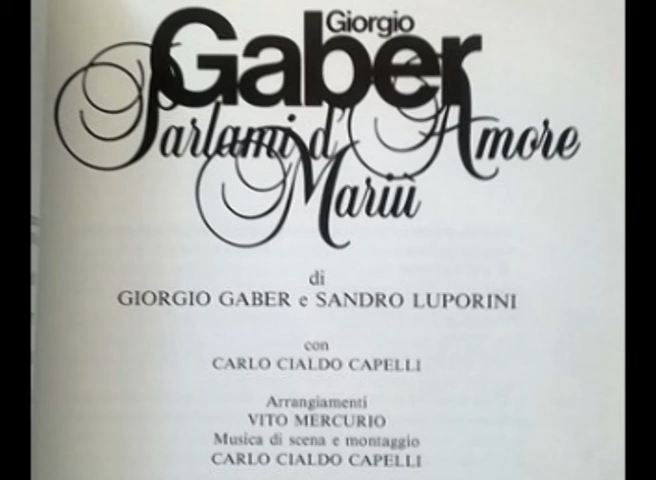 Giorgio
Gaber
Parlami d'Amore
Mariù
di
GIORGIO GABER e SANDRO LUPORINI
con
CARLO CIALDO CAPELLI
Arrangiamenti
VITO MERCURIO
Musica di scena e montaggio
CARLO CIALDO CAPELLI